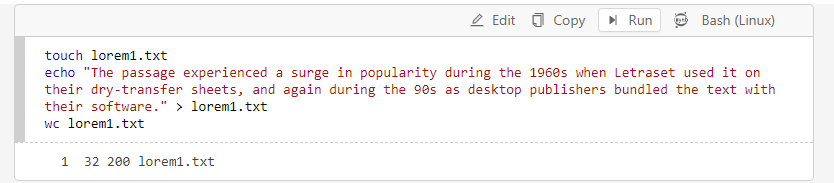 Edit Copy Run Bash (Linux)
touch lorem1.txt
echo "The passage experienced a surge in popularity during the 1960s when Letraset used it on
their dry-transfer sheets, and again during the 90s as desktop publishers bundled the text with
their software." > lorem1.txt
wc lorem1.txt
1 32 200 lorem1.txt